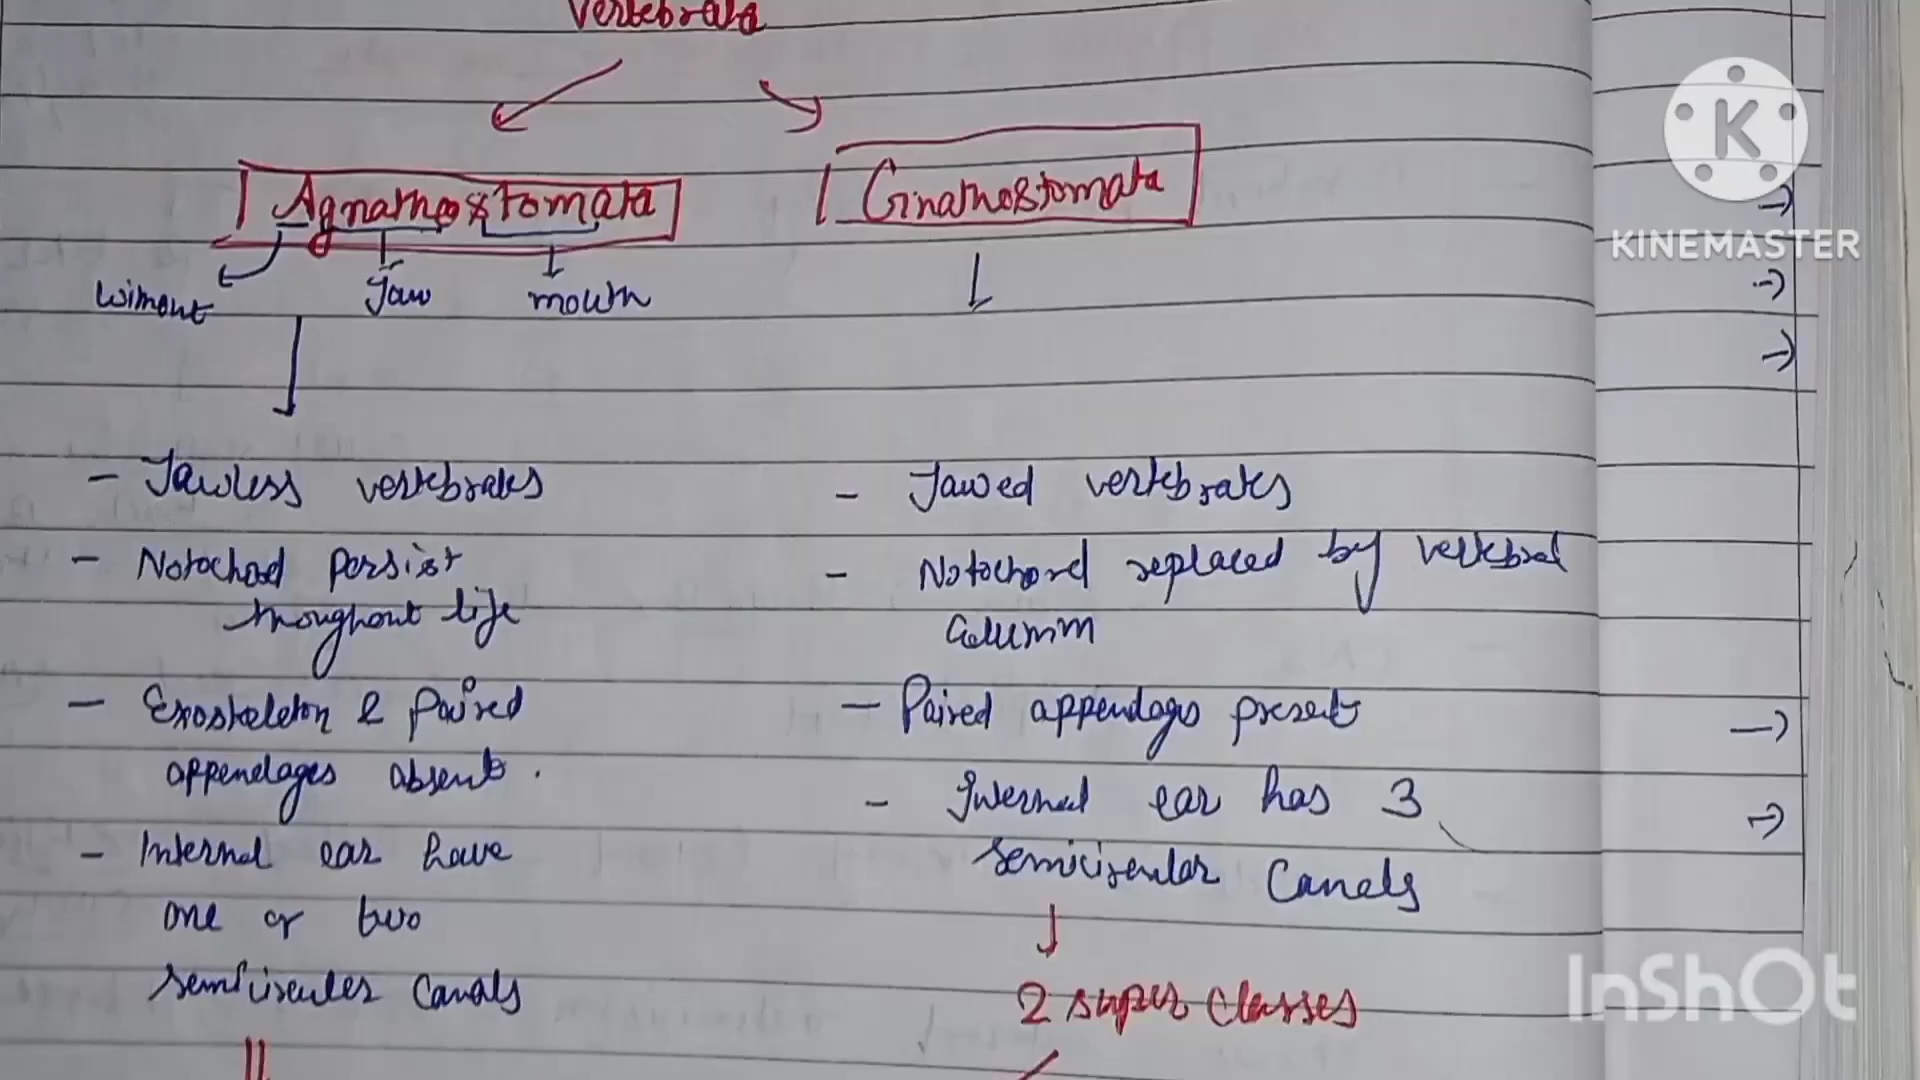 Vertebrata
Agnathostomata
Gnathostomata
without
Jaw
mouth
- Jawless vertebrates
- Notochod persist
throughout life
- Exoskeleton & Paired
appendages absent.
- Internal ear have
one or two
semicircular canals
- Jawed vertebrates
- Notochord replaced by vertebral
column
- Paired appendages present
- Internal ear has 3
semicircular Canals
2 super classes
K
KINEMASTER
InShOt